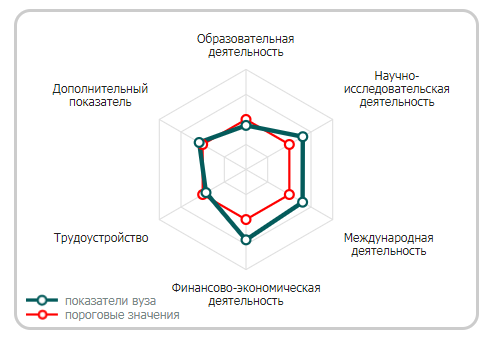 Образовательная
деятельность
Научно-
исследовательская
деятельность
Дополнительный
показатель
Трудоустройство
Международная
деятельность
Финансово-экономическая
деятельность
показатели вуза
пороговые значения